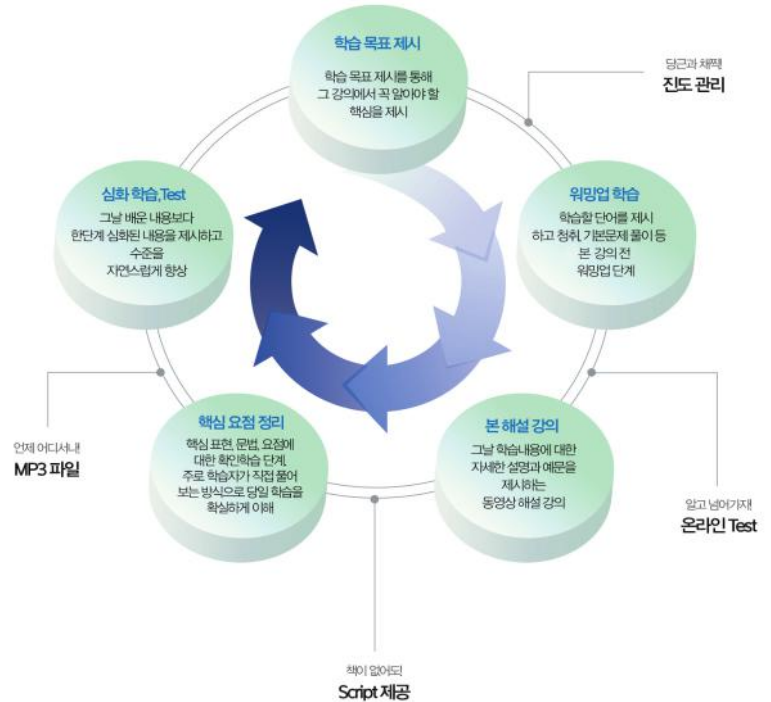 학습 목표 제시
학습 목표 제시를 통해
그 강의에서 꼭 알아야 할
핵심을 제시
당근과 채찍!
진도 관리
워밍업 학습
학습할 단어를 제시
하고 청취, 기본문제 풀이 등
본 강의 전
워밍업 단계
알고 넘어가자!
온라인 Test
본 해설 강의
그날 학습내용에 대한
자세한 설명과 예문을
제시하는
동영상 해설 강의
책이 없어도!
Script 제공
핵심 요점 정리
핵심 표현, 문법, 요점에
대한 확인학습 단계,
주로 학습자가 직접 풀어
보는 방식으로 당일 학습을
확실하게 이해
언제 어디서나!
MP3 파일
심화 학습,Test
그날 배운 내용보다
한단계 심화된 내용을 제시하고
수준을
자연스럽게 향상